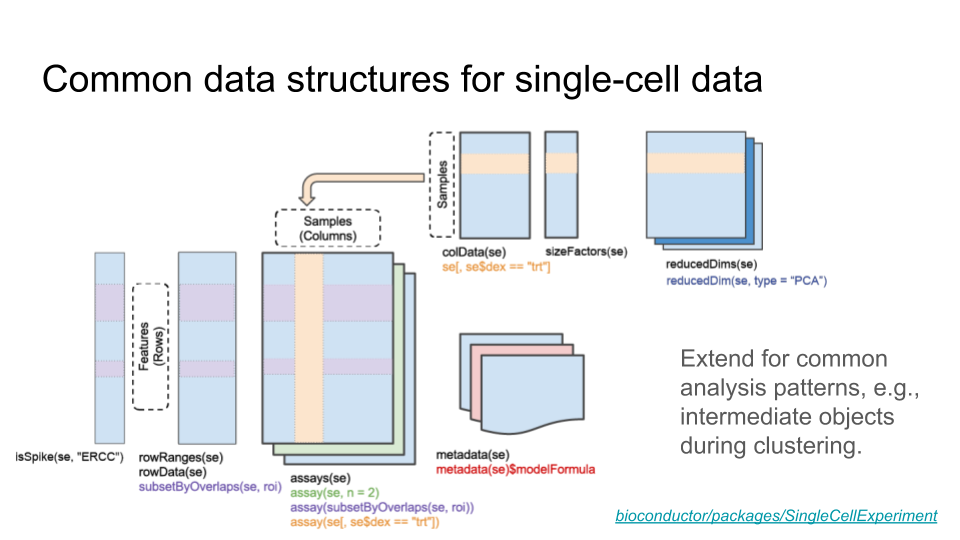 Common data structures for single-cell data
Samples
Samples
(Columns)
colData(se)
se[, se$dex == "trt"]
sizeFactors(se)
reducedDims(se)
reducedDim(se, type = “PCA”)
Features
(Rows)
isSpike(se, "ERCC")
rowRanges(se)
rowData(se)
subsetByOverlaps(se, roi)
assays(se)
assay(se, n = 2)
assay(subsetByOverlaps(se, roi))
assay(se[, se$dex == "trt"])
metadata(se)
metadata(se)$modelFormula
Extend for common
analysis patterns, e.g.,
intermediate objects
during clustering.
bioconductor/packages/SingleCellExperiment